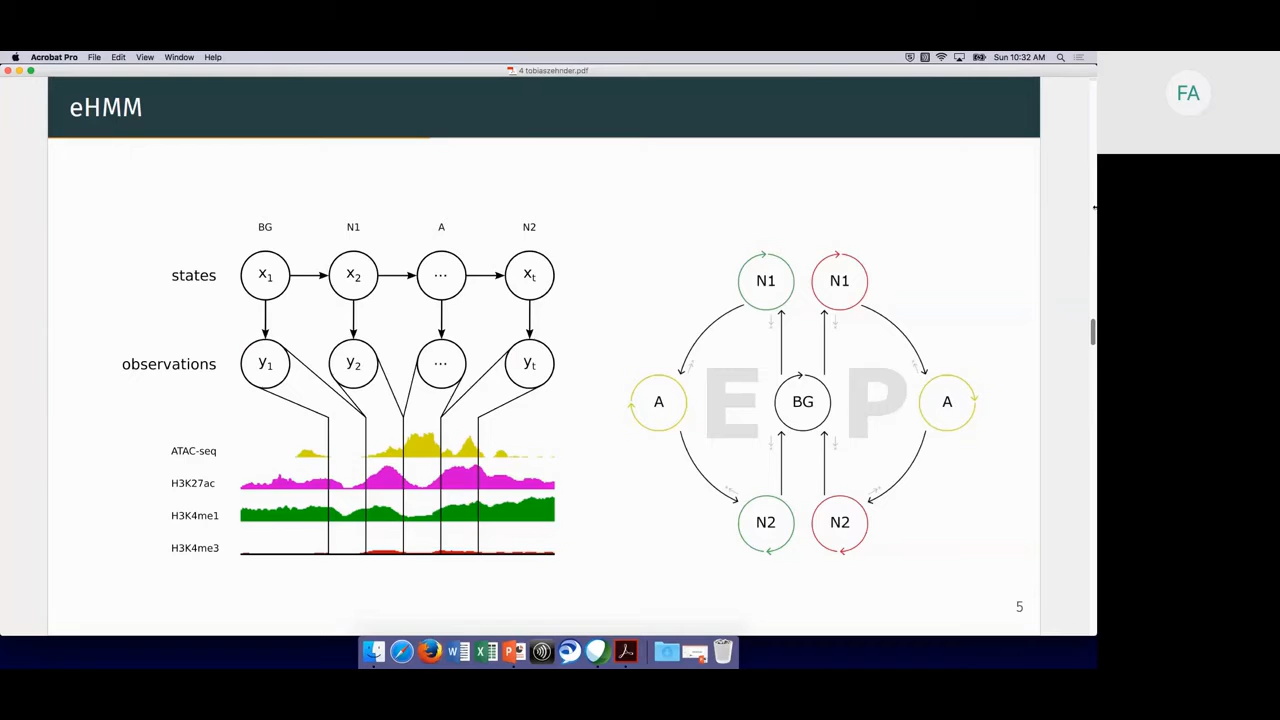 Acrobat Pro File Edit View Window Help
Sun 10:32 AM
4 tobiaszehnder.pdf
FA
eHMM
BG N1 A N2
states x1 x2 ... xt
observations y1 y2 ... yt
ATAC-seq
H3K27ac
H3K4me1
H3K4me3
N1 N1
A E BG P A
N2 N2
5